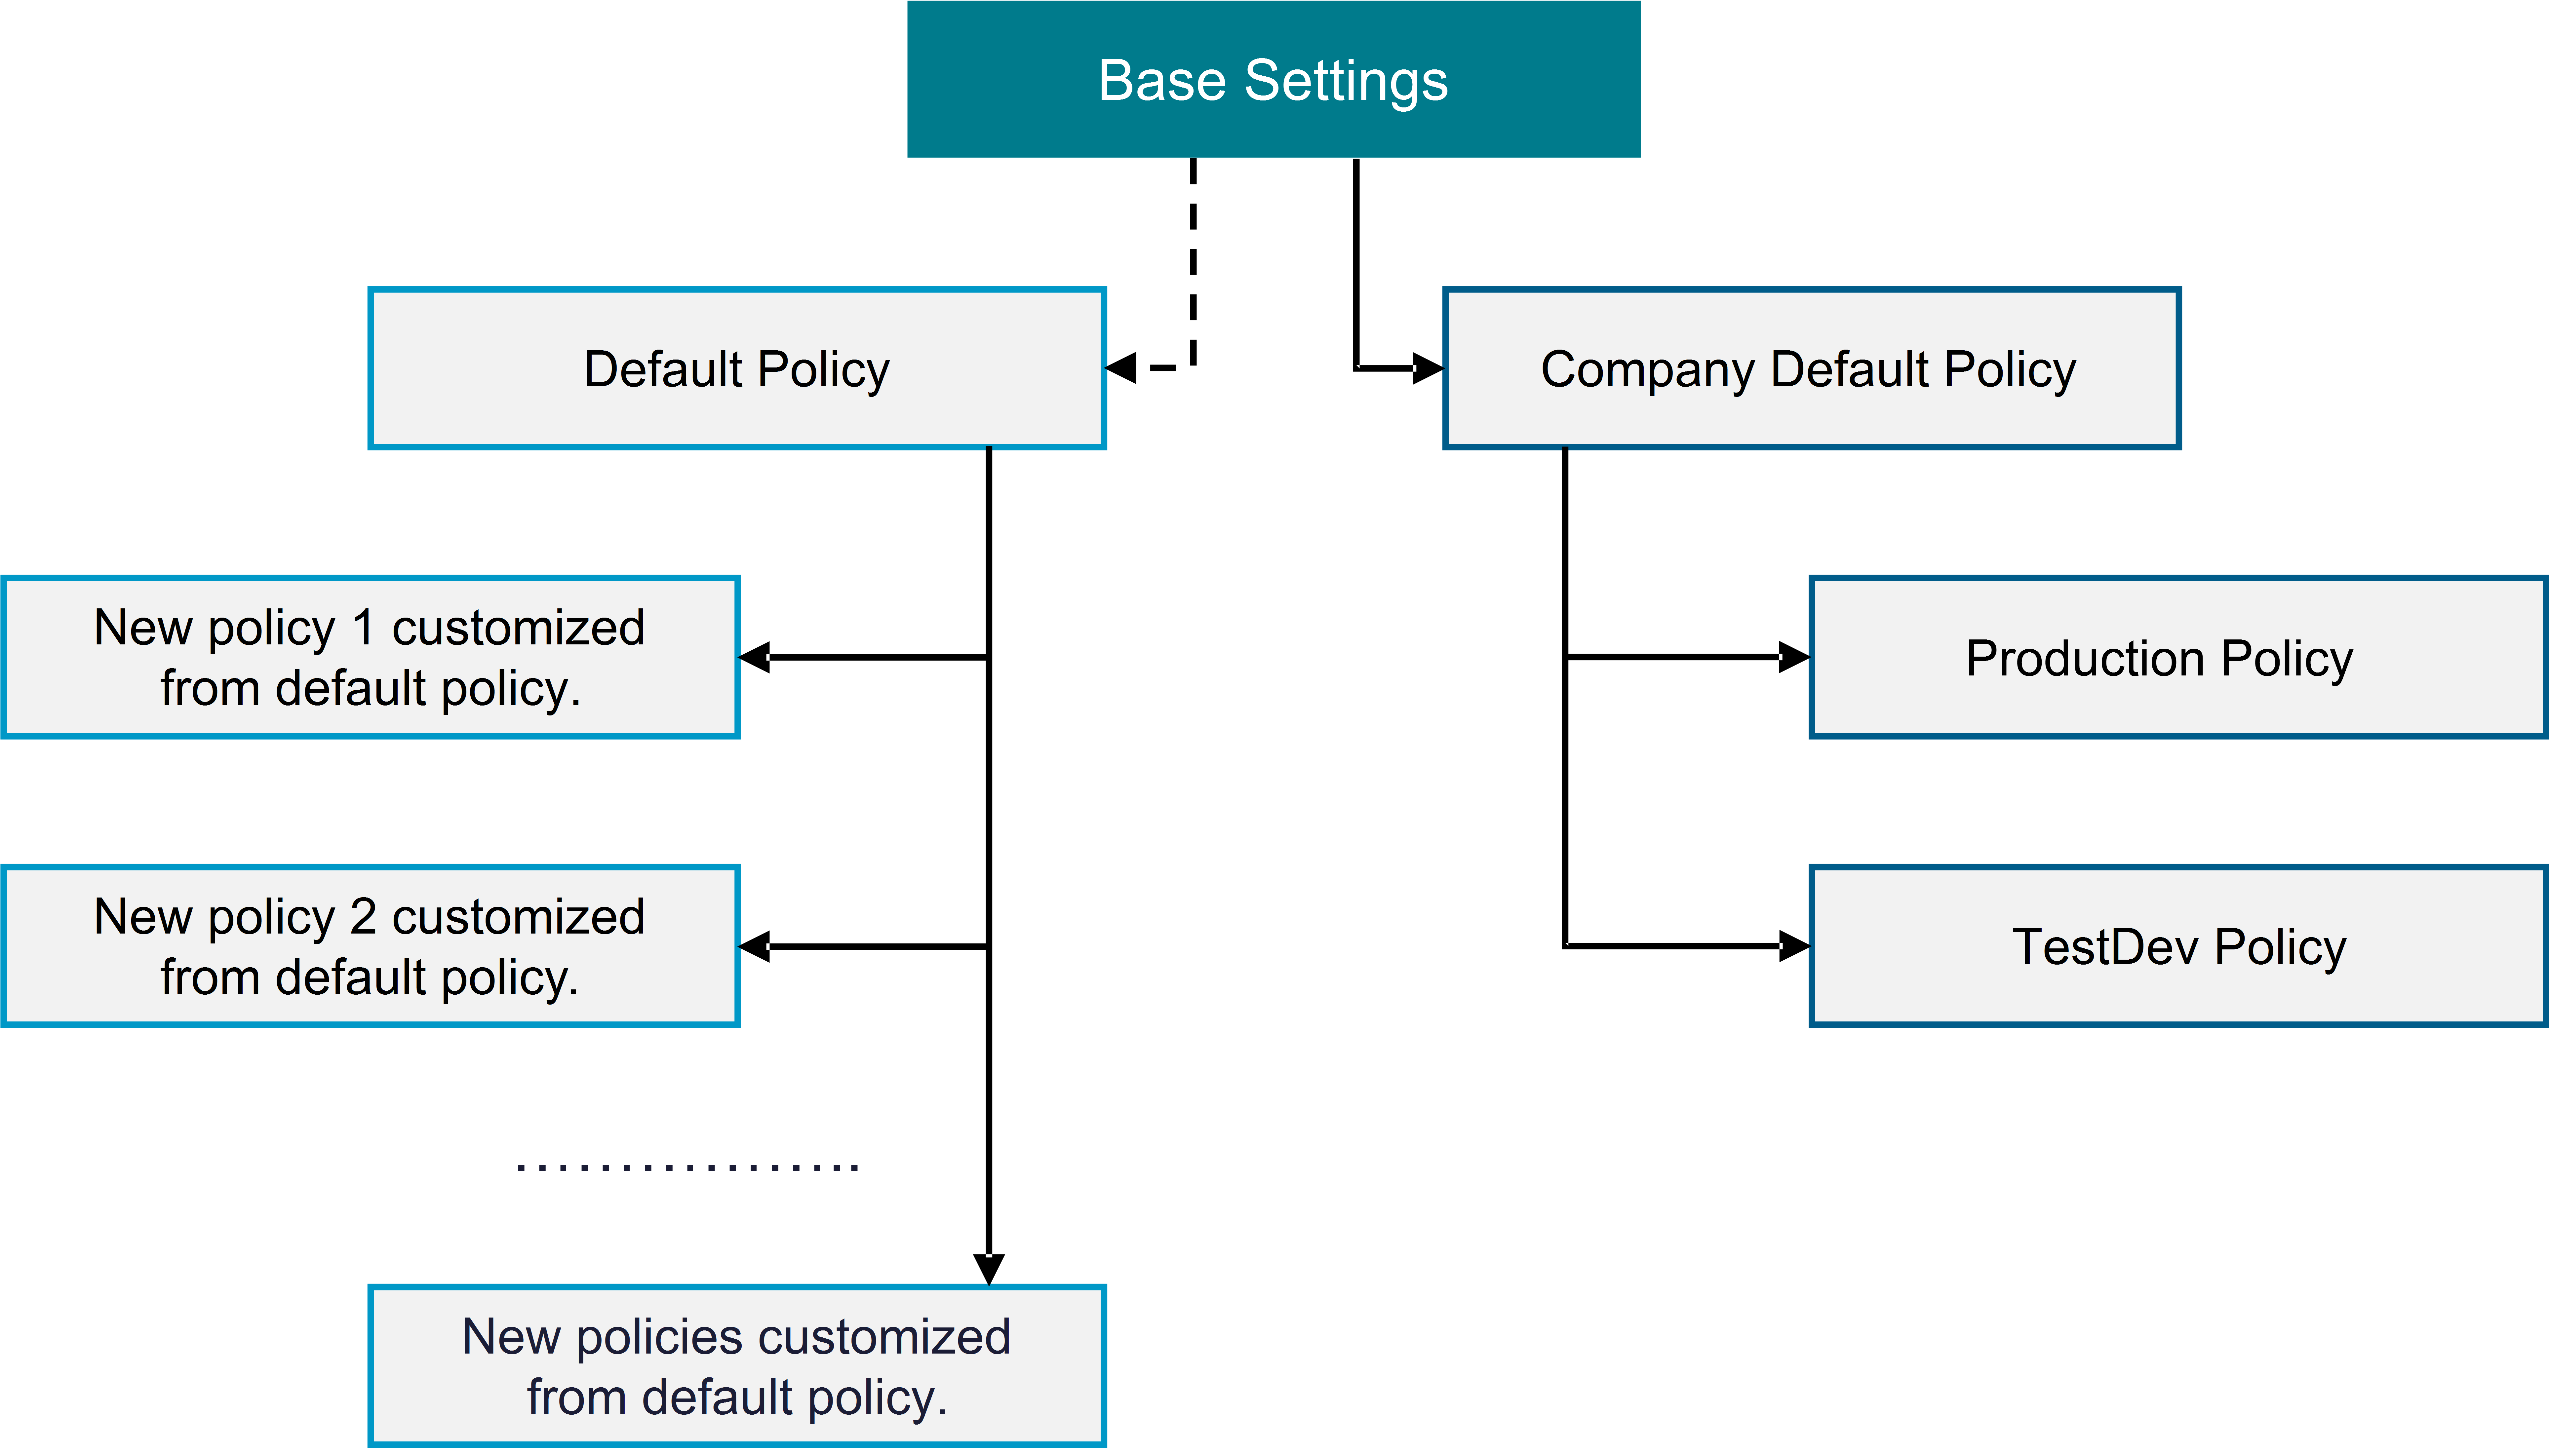 Base Settings
Default Policy
Company Default Policy
New policy 1 customized
from default policy.
Production Policy
New policy 2 customized
from default policy.
TestDev Policy
.................
New policies customized
from default policy.